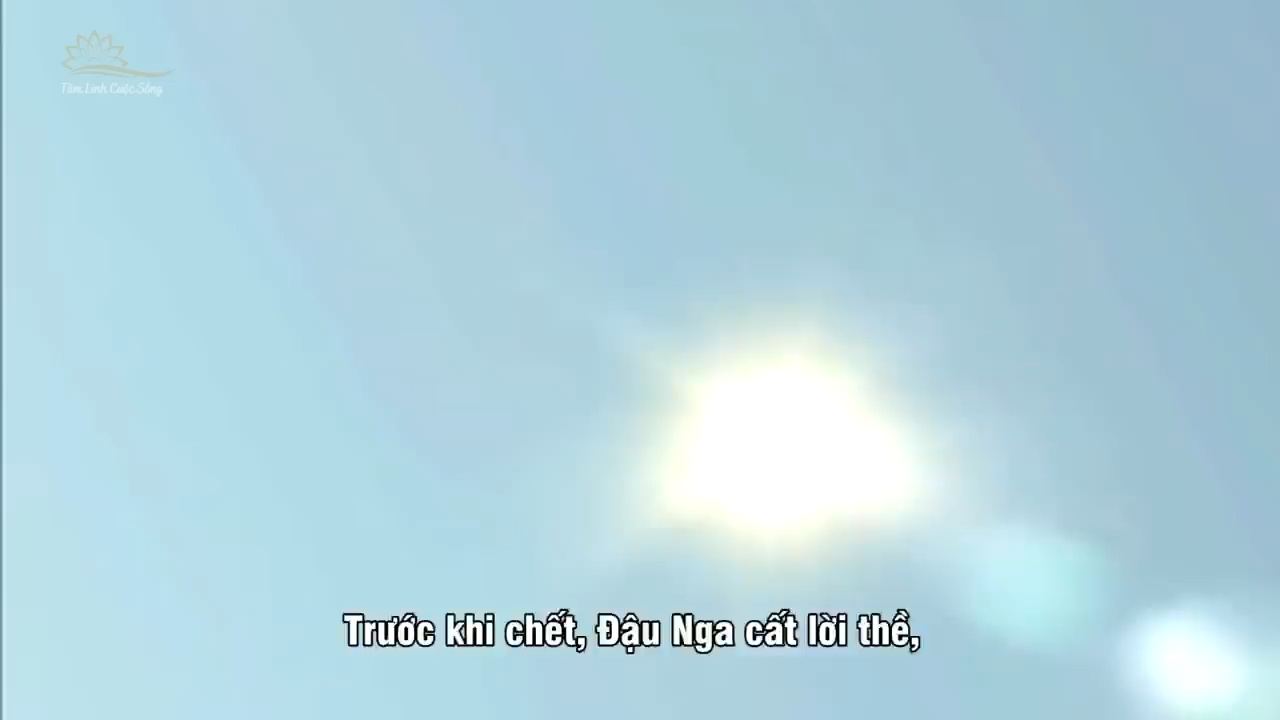 Tâm Linh Cuộc Sống
Trước khi chết, Đậu Nga cất lời thề,